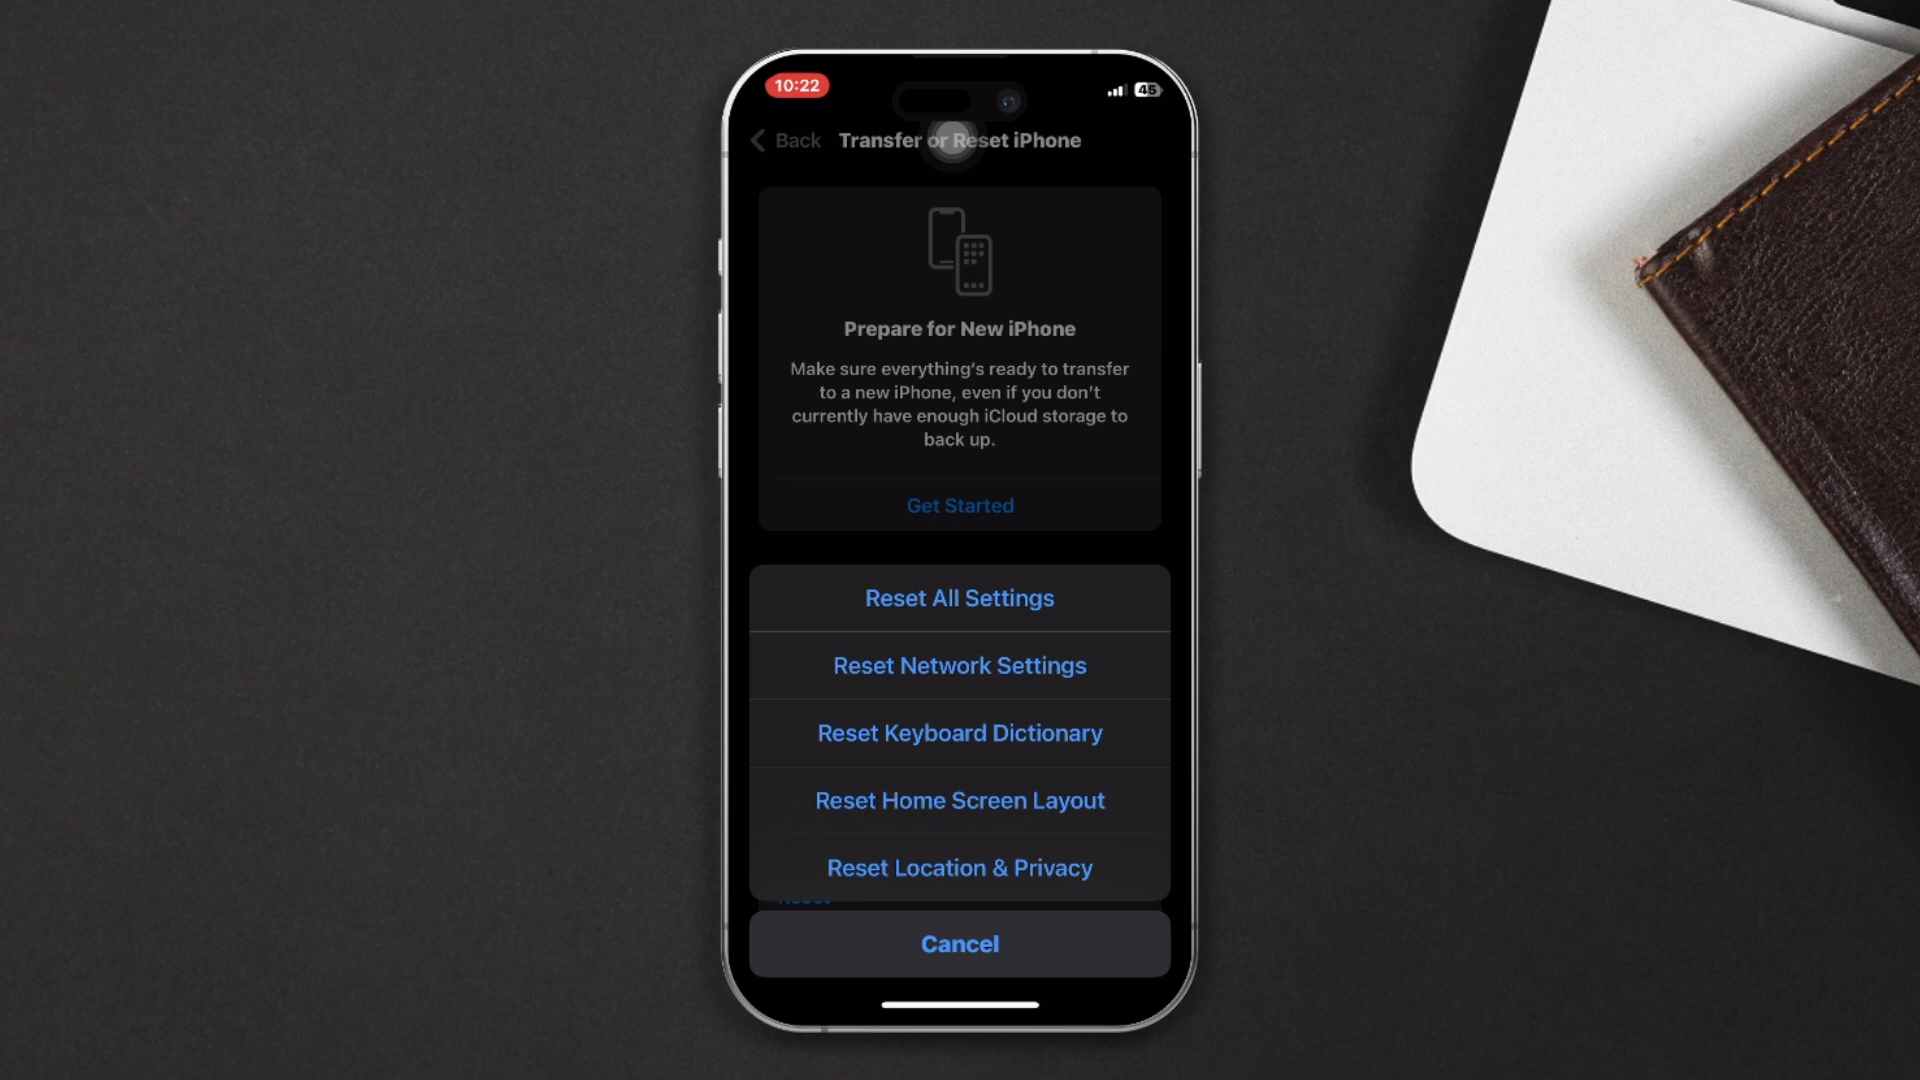 10:22
45
Back
Transfer or Reset iPhone
Prepare for New iPhone
Make sure everything's ready to transfer
to a new iPhone, even if you don't
currently have enough iCloud storage to
back up.
Get Started
Reset All Settings
Reset Network Settings
Reset Keyboard Dictionary
Reset Home Screen Layout
Reset Location & Privacy
Reset
Cancel